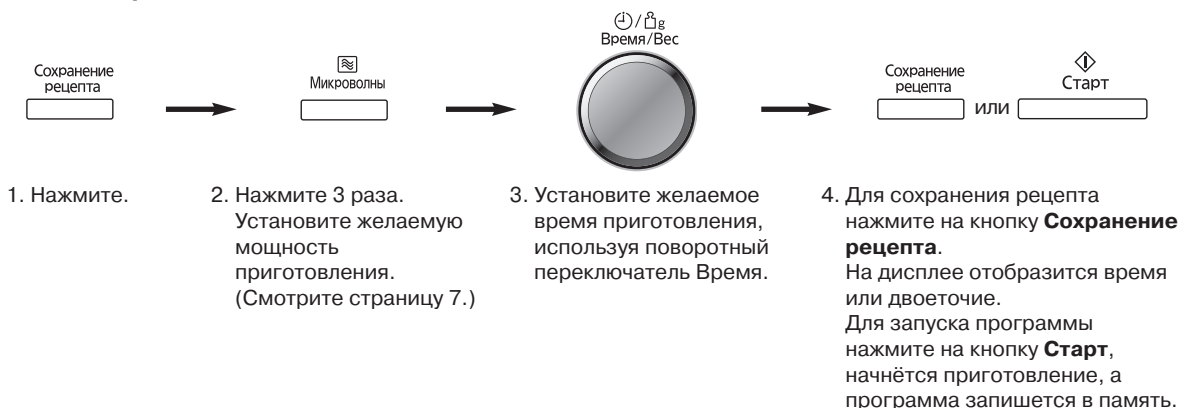 / g
Время/Вес
Сохранение
рецепта
Микроволны
Сохранение
рецепта
или
Старт
1. Нажмите.
2. Нажмите 3 раза.
Установите желаемую
мощность
приготовления.
(Смотрите страницу 7.)
3. Установите желаемое
время приготовления,
используя поворотный
переключатель Время.
4. Для сохранения рецепта
нажмите на кнопку Сохранение
рецепта.
На дисплее отобразится время
или двоеточие.
Для запуска программы
нажмите на кнопку Старт,
начнётся приготовление, а
программа запишется в память.